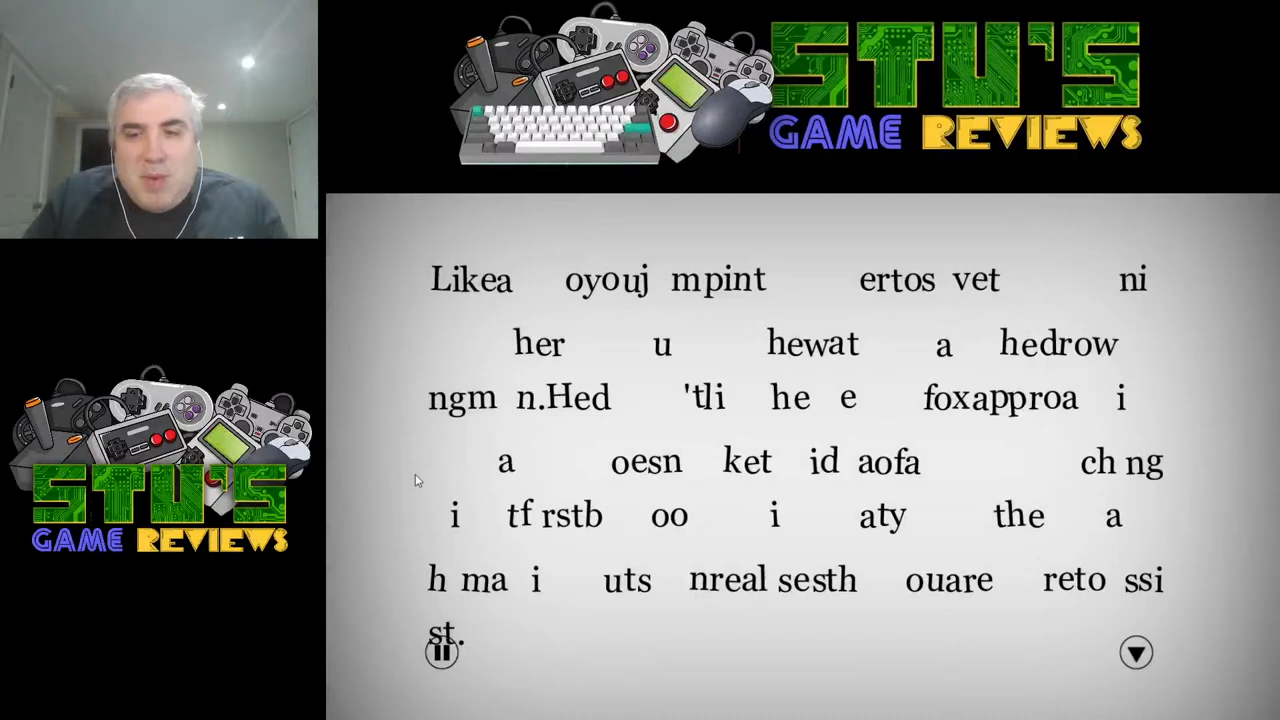 STU'S
GAME REVIEWS
Likea oyouj mpint ertos vet ni
her u hewat a hedrow
ngm n.Hed 'tli he e foxapproa i
a oesn ket id aofa ch ng
i tf rstb oo i aty the a
h ma i uts nreal sesth ouare reto ssi
st.
STU'S
GAME REVIEWS